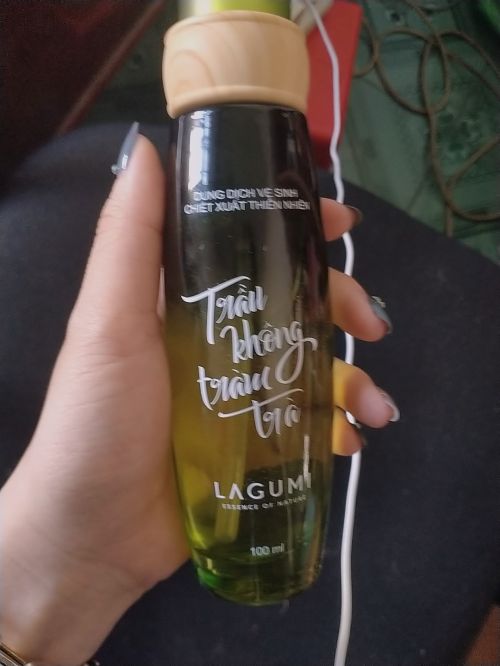 DUNG DỊCH VỆ SINH
CHIẾT XUẤT THIÊN NHIÊN
Trầu
không
tràm
trà
LAGUMI
ESSENCE OF NATURE
100 ml